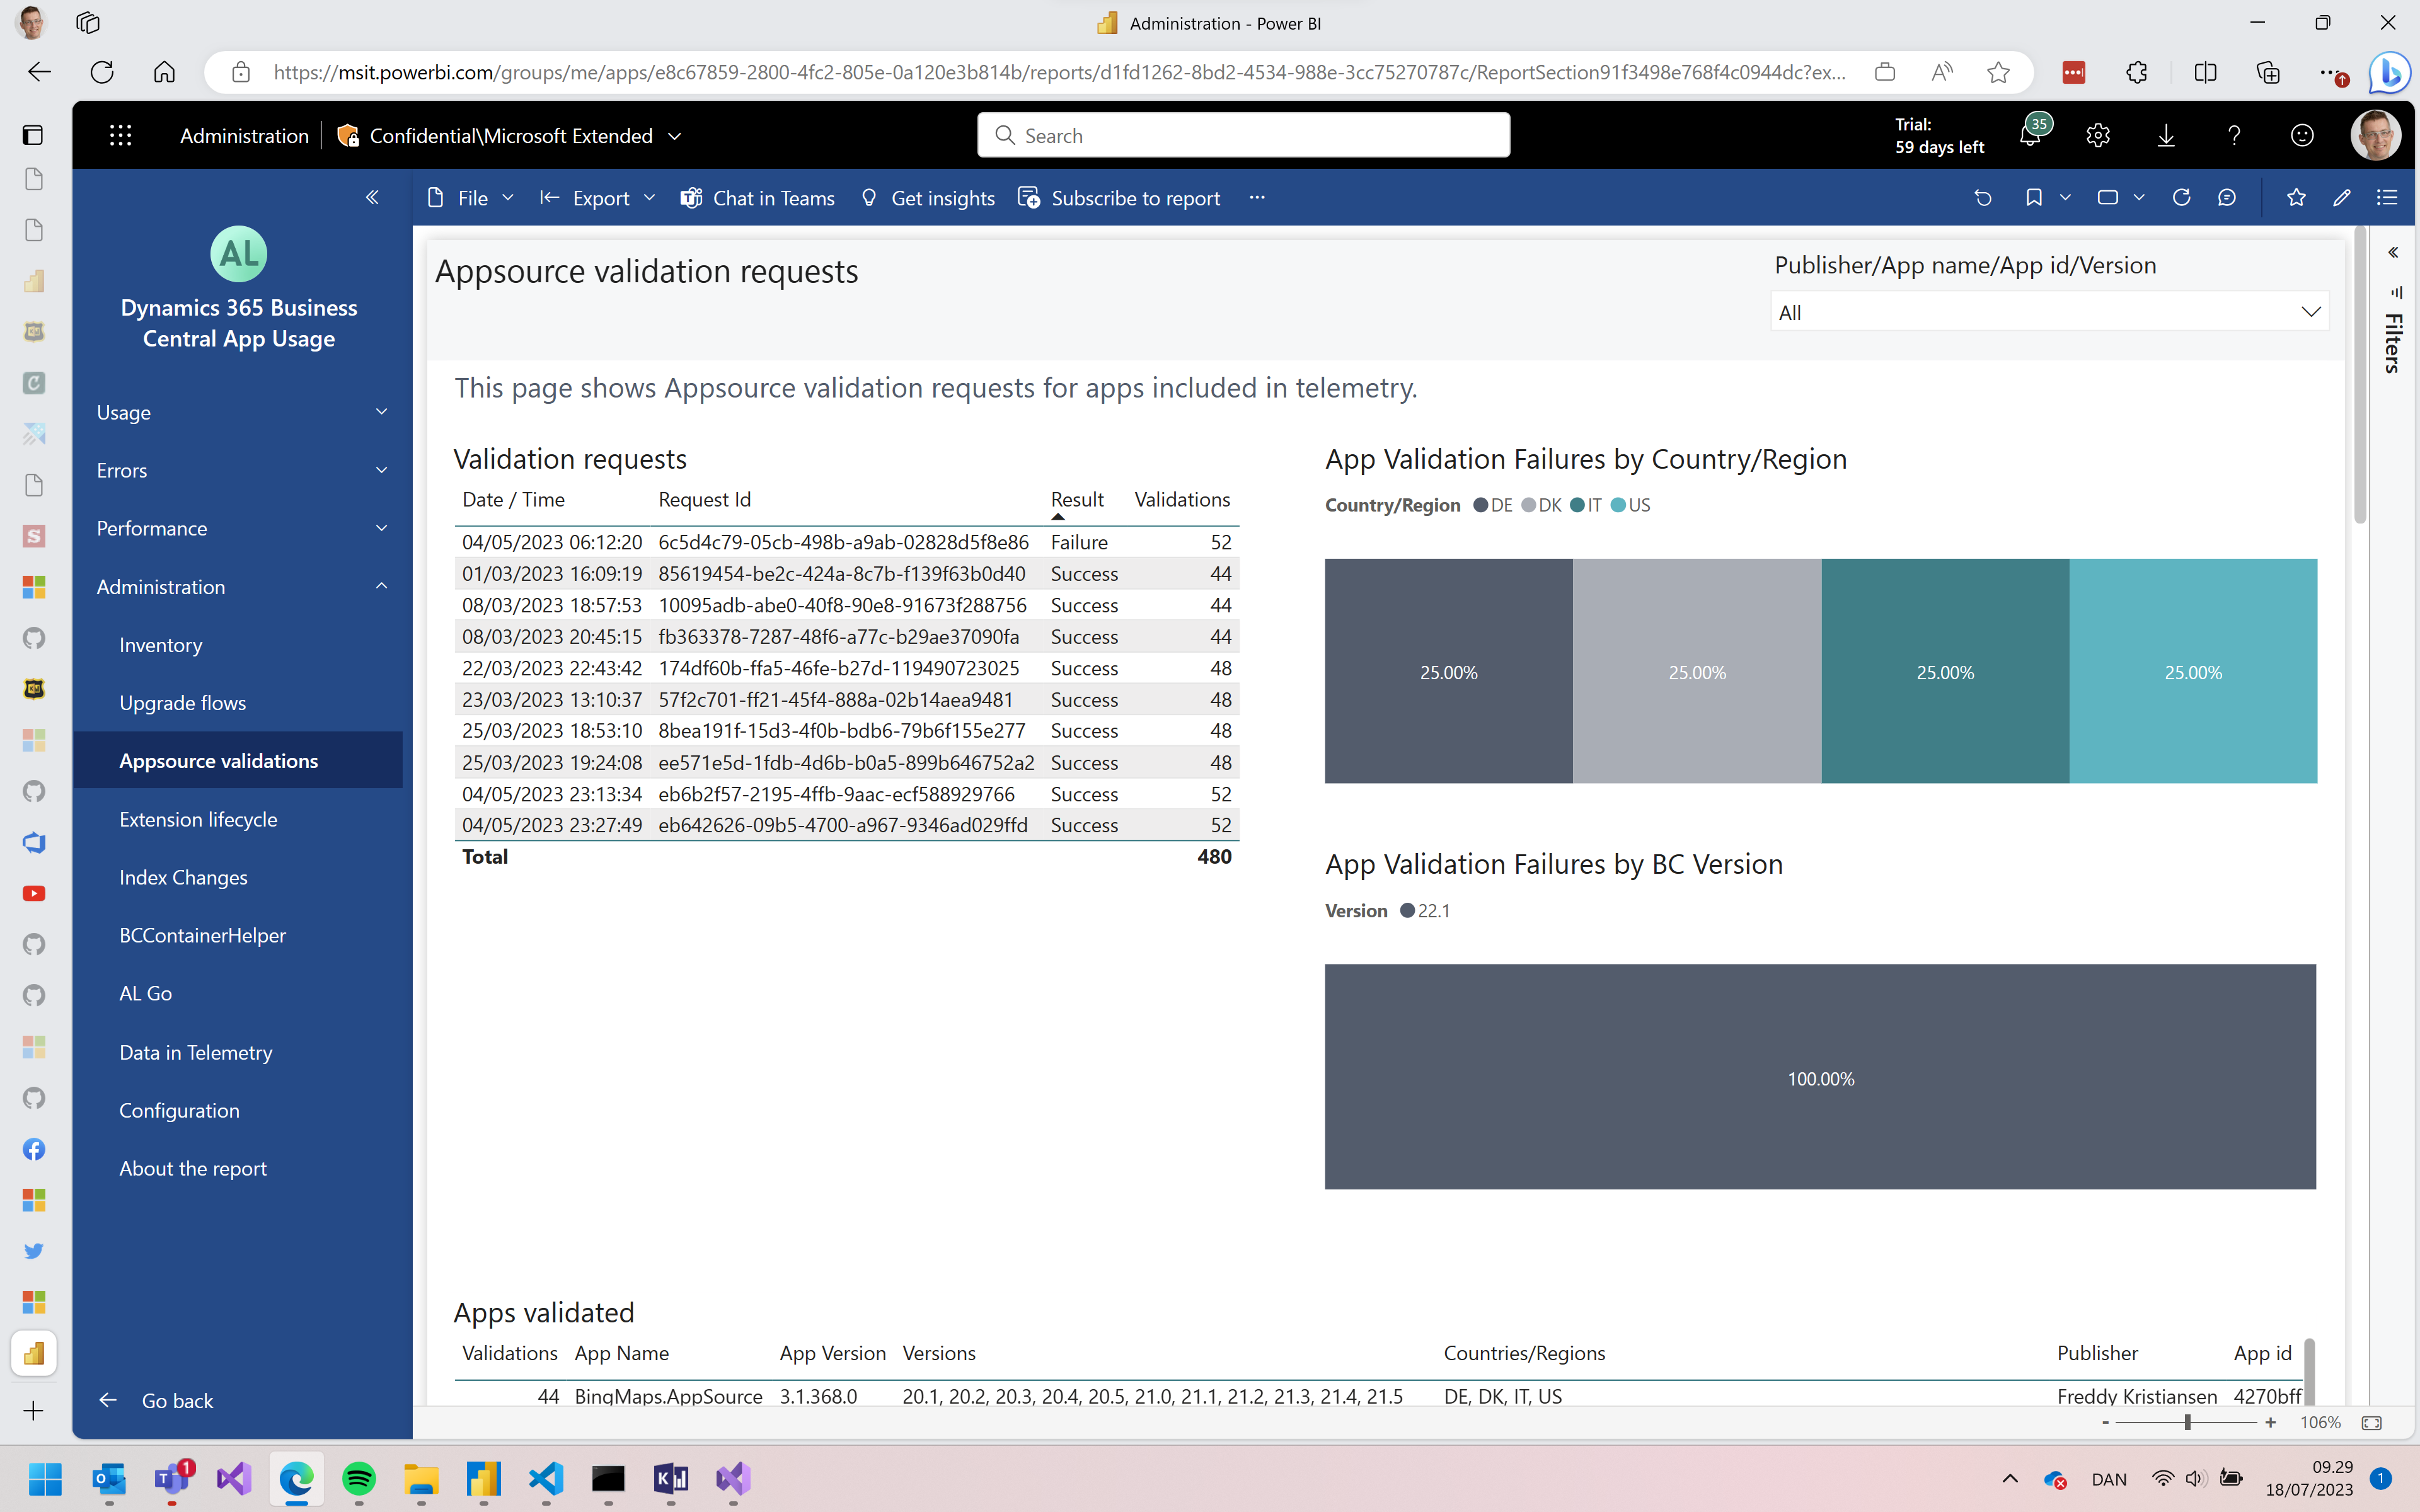 Administration - Power BI
https://msit.powerbi.com/groups/me/apps/e8c67859-2800-4fc2-805e-0a120e3b814b/reports/d1fd1262-8bd2-4534-988e-3cc75270787c/ReportSection91f3498e768f4c0944dc?ex...
Administration
Confidential\Microsoft Extended
Search
Trial:
59 days left
35
File
Export
Chat in Teams
Get insights
Subscribe to report
AL
Dynamics 365 Business
Central App Usage
Usage
Errors
Performance
Administration
Inventory
Upgrade flows
Appsource validations
Extension lifecycle
Index Changes
BCContainerHelper
AL Go
Data in Telemetry
Configuration
About the report
Go back
Appsource validation requests
Publisher/App name/App id/Version
All
Filters
This page shows Appsource validation requests for apps included in telemetry.
Validation requests
Date / Time Request Id Result Validations
04/05/2023 06:12:20 6c5d4c79-05cb-498b-a9ab-02828d5f8e86 Failure 52
01/03/2023 16:09:19 85619454-be2c-424a-8c7b-f139f63b0d40 Success 44
08/03/2023 18:57:53 10095adb-abe0-40f8-90e8-91673f288756 Success 44
08/03/2023 20:45:15 fb363378-7287-48f6-a77c-b29ae37090fa Success 44
22/03/2023 22:43:42 174df60b-ffa5-46fe-b27d-119490723025 Success 48
23/03/2023 13:10:37 57f2c701-ff21-45f4-888a-02b14aea9481 Success 48
25/03/2023 18:53:10 8bea191f-15d3-4f0b-bdb6-79b6f155e277 Success 48
25/03/2023 19:24:08 ee571e5d-1fdb-4d6b-b0a5-899b646752a2 Success 48
04/05/2023 23:13:34 eb6b2f57-2195-4ffb-9aac-ecf588929766 Success 52
04/05/2023 23:27:49 eb642626-09b5-4700-a967-9346ad029ffd Success 52
Total 480
App Validation Failures by Country/Region
Country/Region DE DK IT US
25.00% 25.00% 25.00% 25.00%
App Validation Failures by BC Version
Version 22.1
100.00%
Apps validated
Validations App Name App Version Versions Countries/Regions Publisher App id
44 BingMaps.AppSource 3.1.368.0 20.1, 20.2, 20.3, 20.4, 20.5, 21.0, 21.1, 21.2, 21.3, 21.4, 21.5 DE, DK, IT, US Freddy Kristiansen 4270bff
- + 106%
1
DAN
09.29
18/07/2023
1